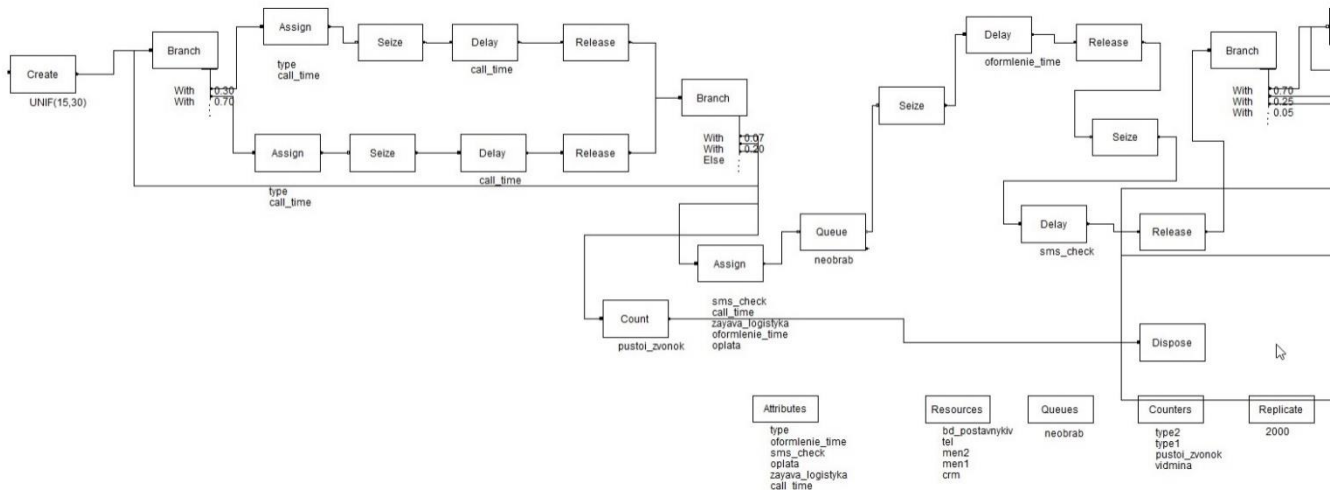 Create
UNIF(15,30)
Branch
With 0.30
With 0.70
Assign
type
call_time
Seize
Delay
call_time
Release
Assign
type
call_time
Seize
Delay
call_time
Release
Branch
With 0.07
With 0.20
Else
Assign
sms_check
call_time
zayava_logistyka
oformlenie_time
oplata
Count
pustoi_zvonok
Queue
neobrab
Seize
Delay
oformlenie_time
Release
Seize
Delay
sms_check
Release
Branch
With 0.70
With 0.25
With 0.05
Dispose
Attributes
type
oformlenie_time
sms_check
oplata
zayava_logistyka
call_time
Resources
bd_postavnykiv
tel
men2
men1
crm
Queues
neobrab
Counters
type2
type1
pustoi_zvonok
vidmina
Replicate
2000